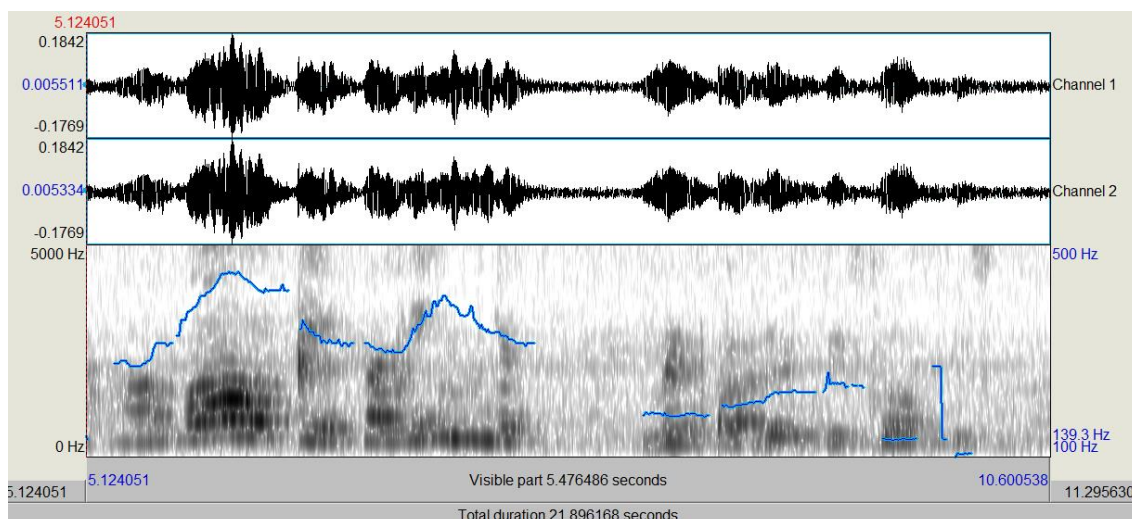 5.124051
0.1842
0.005511
-0.1769
Channel 1
0.1842
0.005334
-0.1769
Channel 2
5000 Hz
500 Hz
139.3 Hz
0 Hz
100 Hz
5.124051
5.124051
Visible part 5.476486 seconds
10.600538
11.295630
Total duration 21.896168 seconds